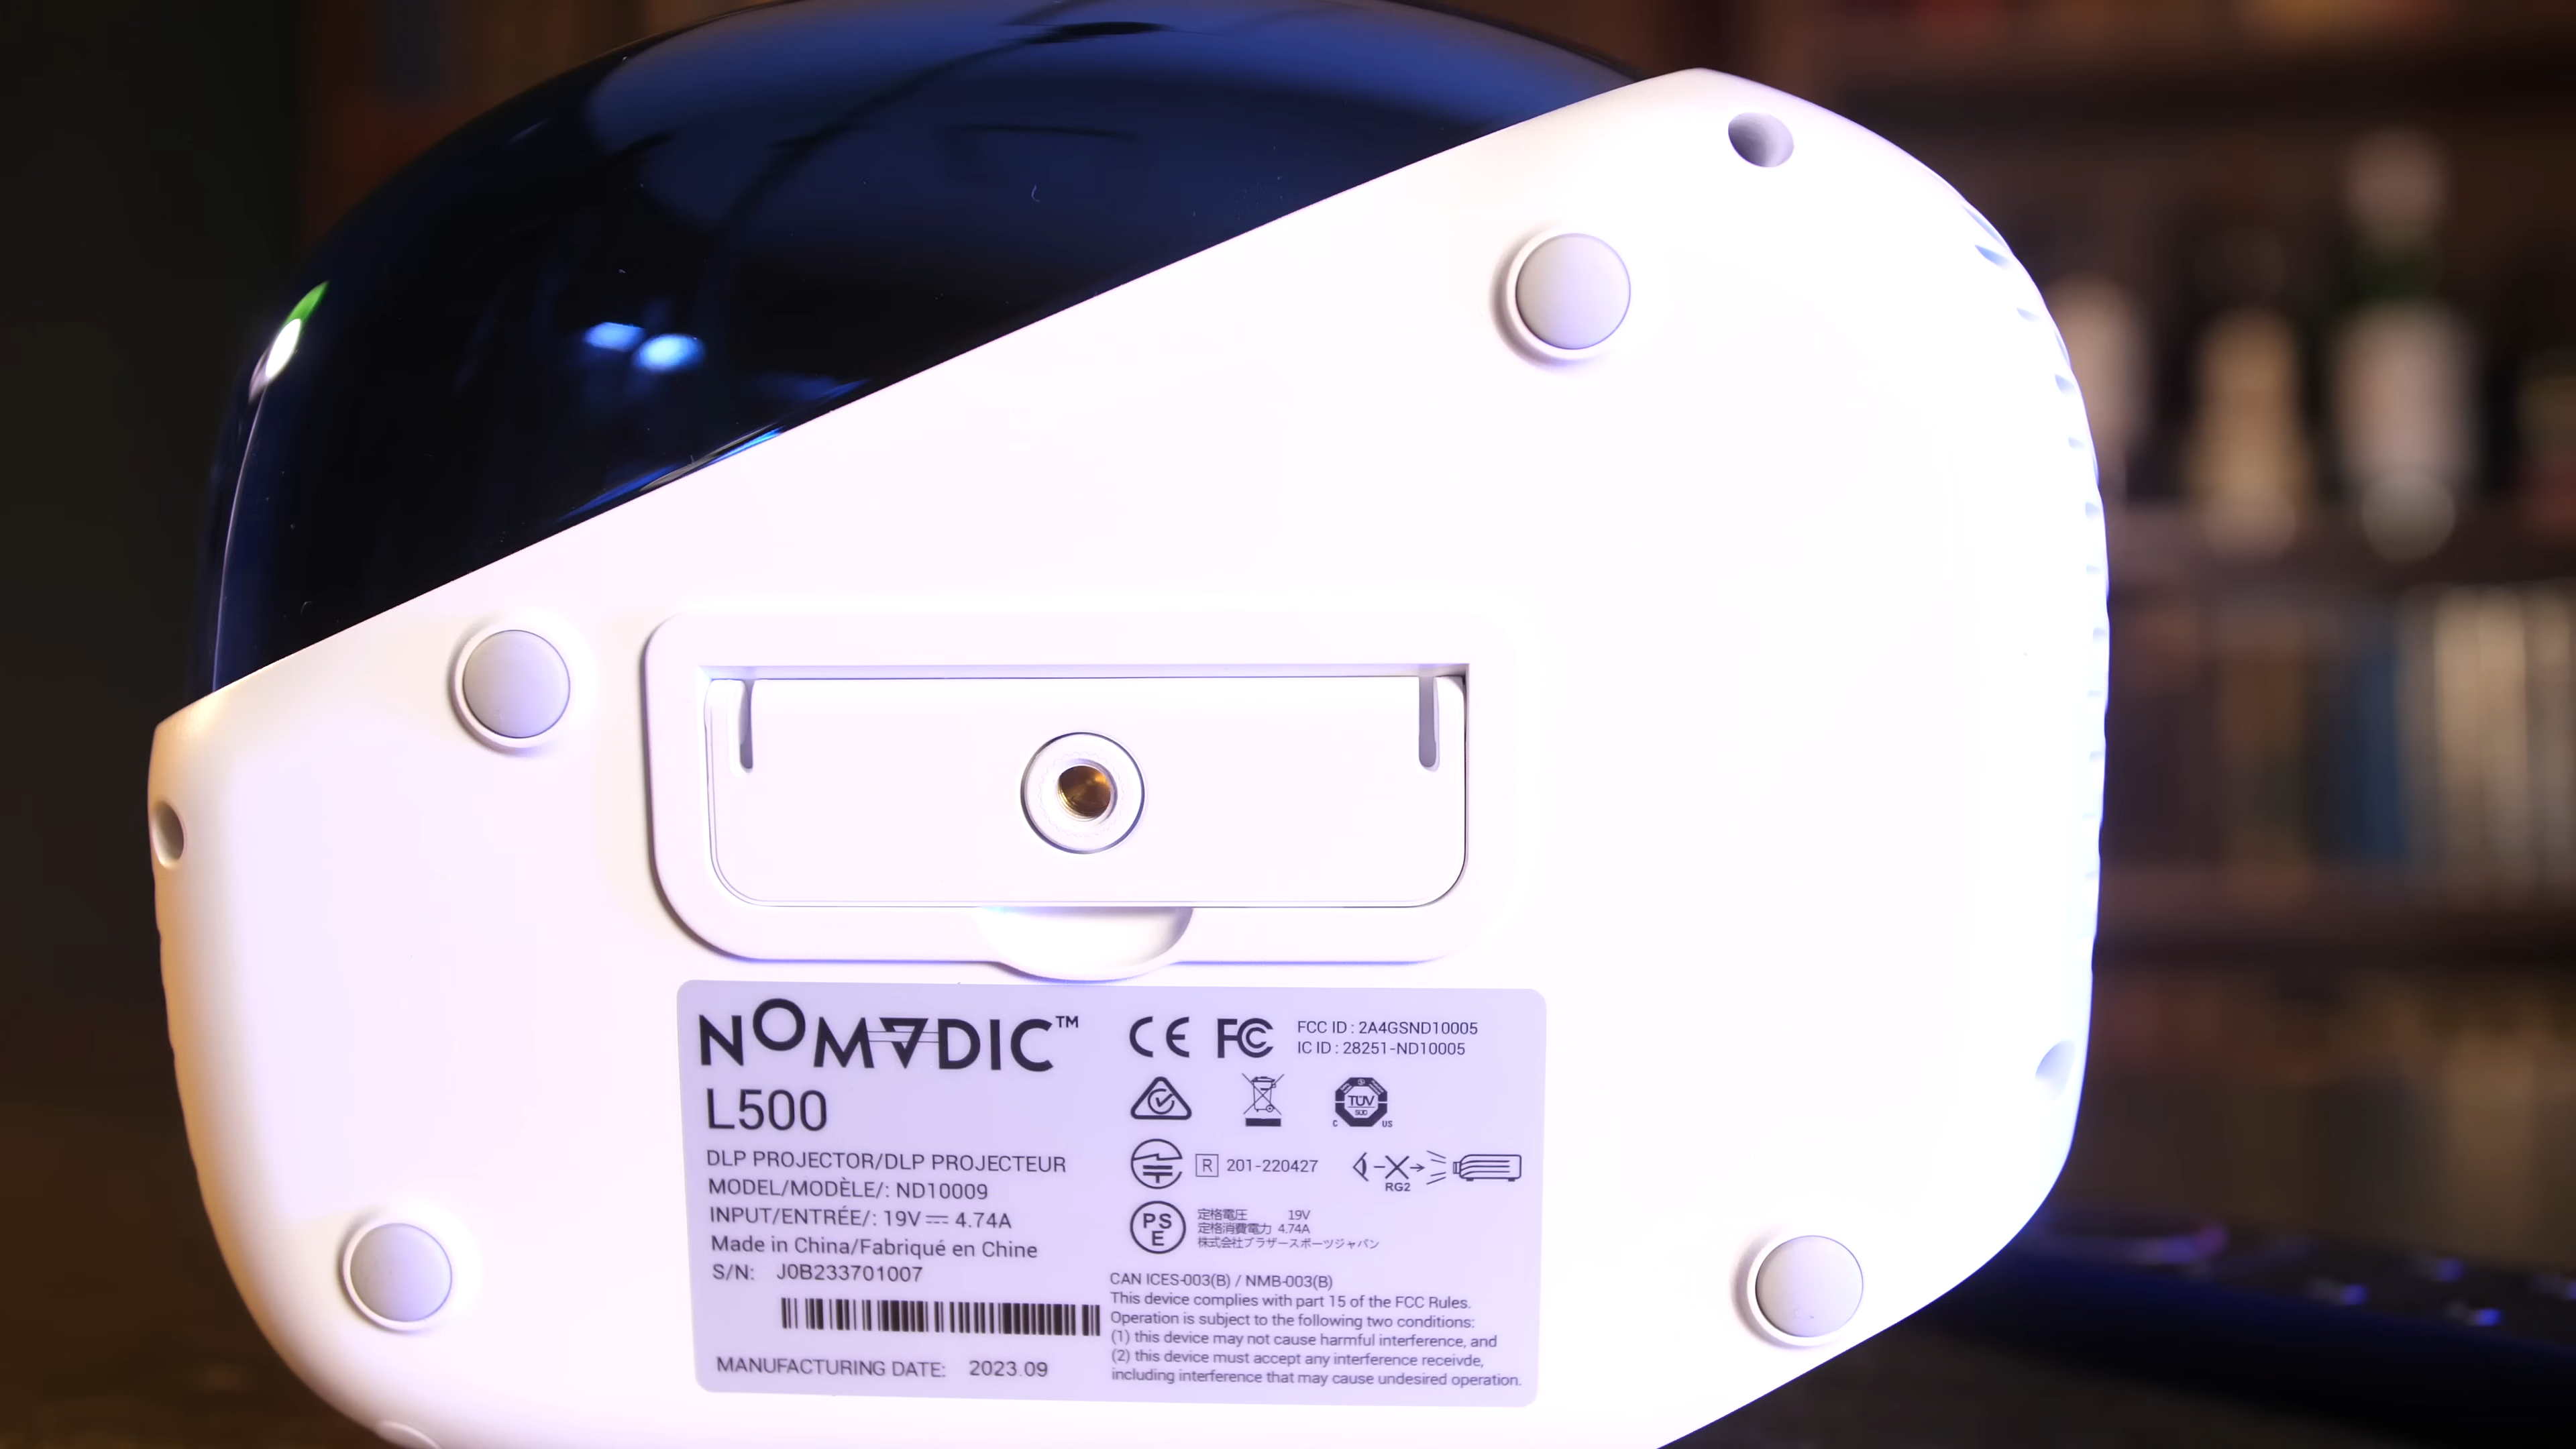 NOMADIC™
L500
DLP PROJECTOR/DLP PROJECTEUR
MODEL/MODÈLE/: ND10009
INPUT/ENTRÉE/: 19V ⎓ 4.74A
Made in China/Fabriqué en Chine
S/N: J0B233701007
MANUFACTURING DATE: 2023.09
CE FC
FCC ID : 2A4GSND10005
IC ID : 28251-ND10005
TÜV
SÜD
C US
R 201-220427
RG2
PSE
定格電圧 19V
定格消費電力 4.74A
株式会社ブラザースポーツジャパン
CAN ICES-003(B) / NMB-003(B)
This device complies with part 15 of the FCC Rules.
Operation is subject to the following two conditions:
(1) this device may not cause harmful interference, and
(2) this device must accept any interference receivde,
including interference that may cause undesired operation.